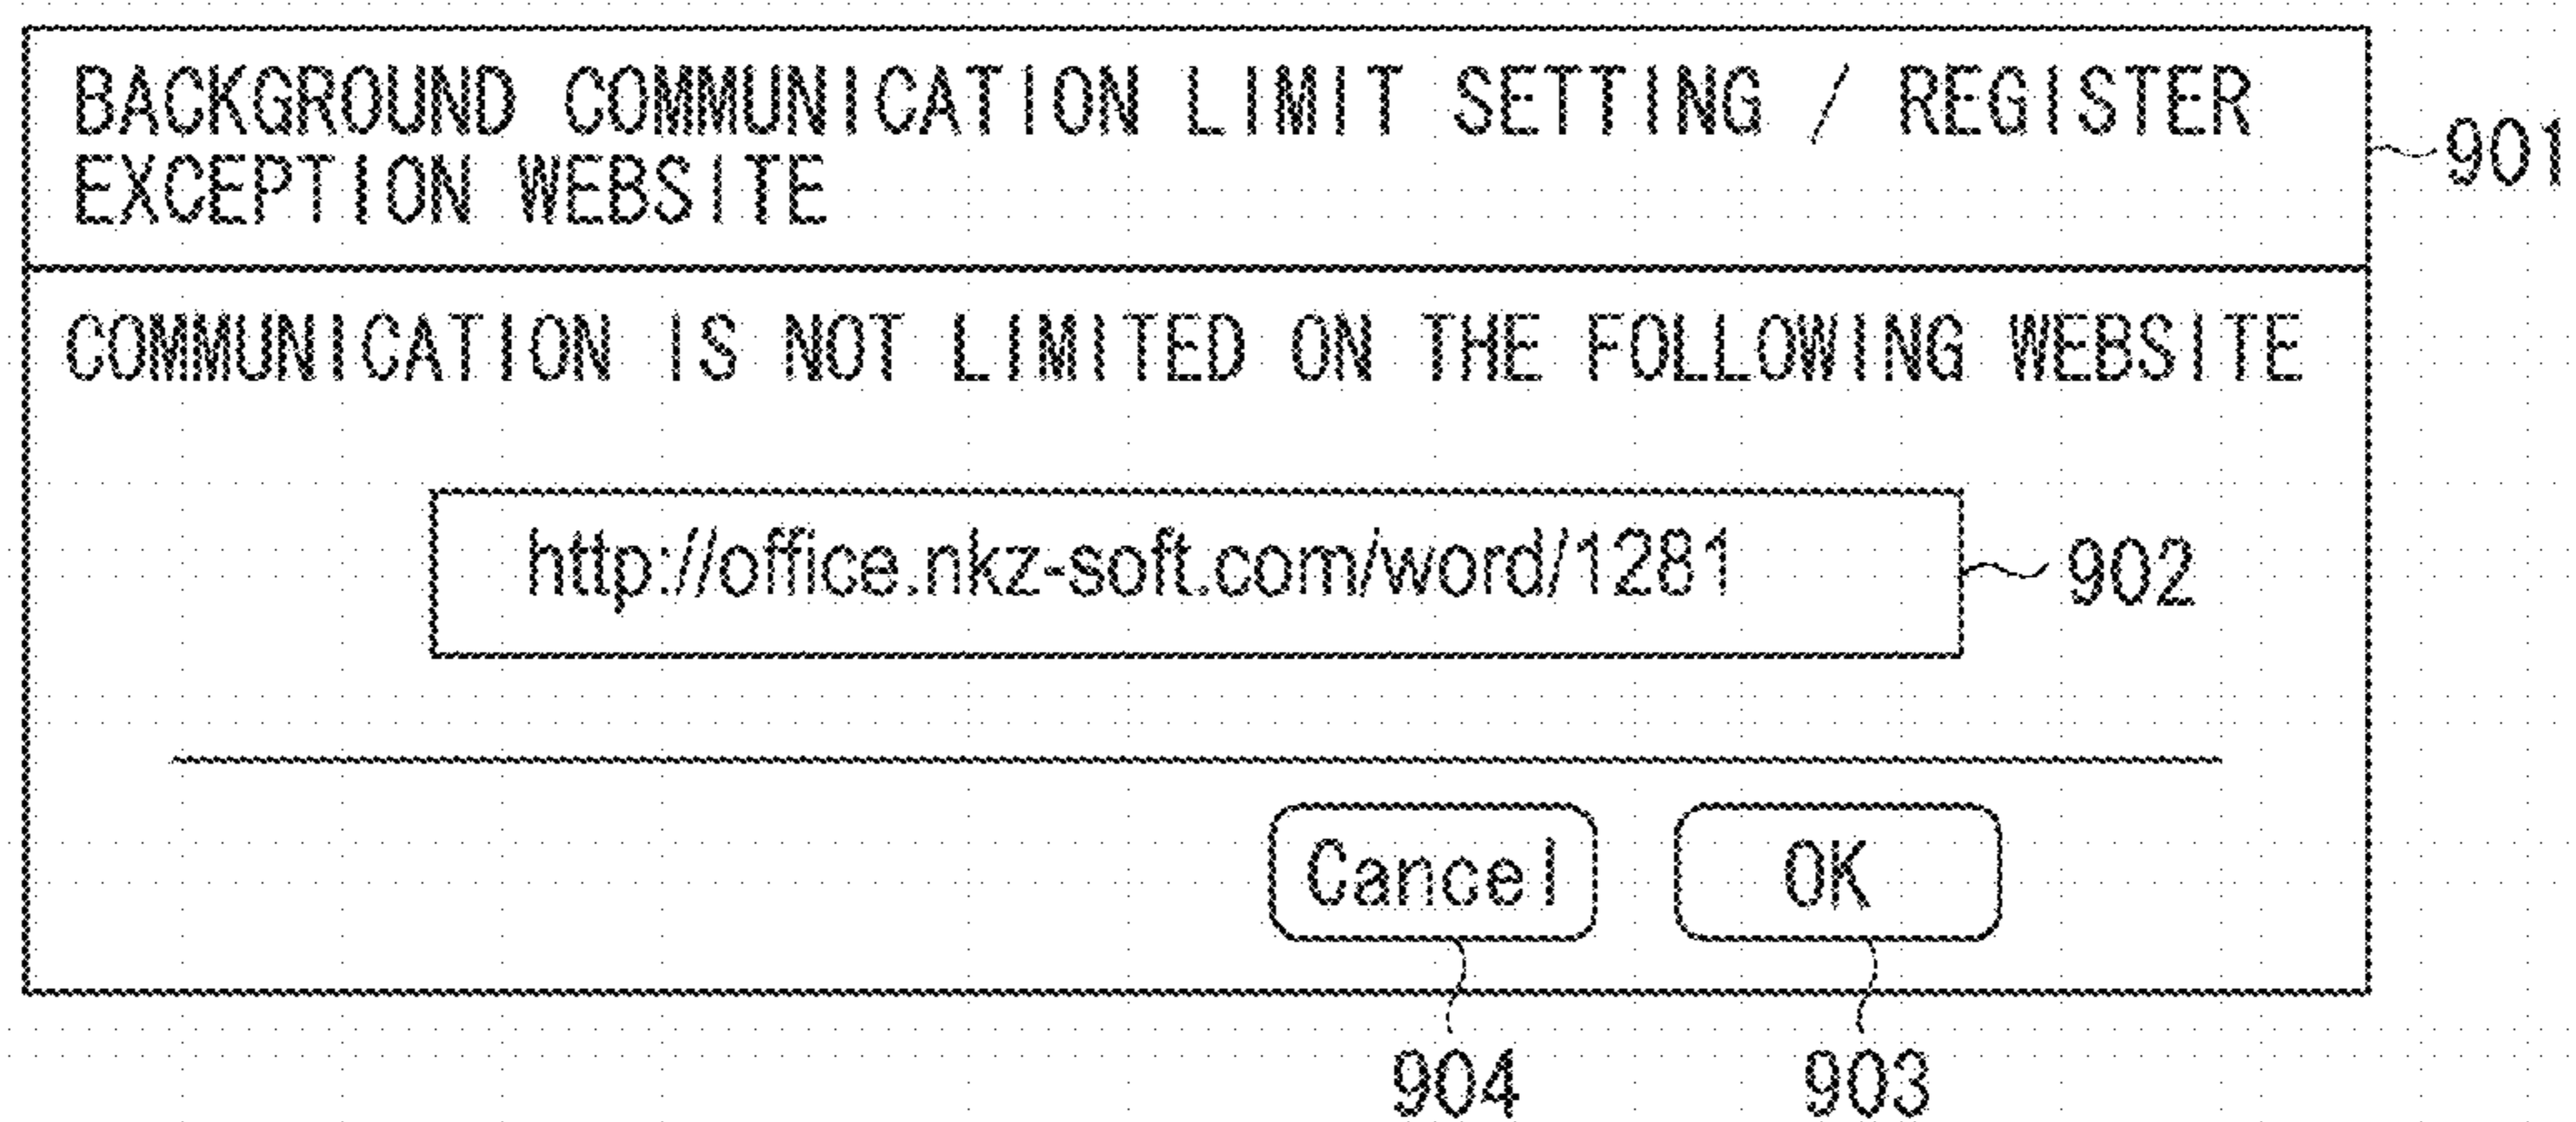 BACKGROUND COMMUNICATION LIMIT SETTING / REGISTER
EXCEPTION WEBSITE
901
COMMUNICATION IS NOT LIMITED ON THE FOLLOWING WEBSITE
http://office.nkz-soft.com/word/1281
902
Cancel
OK
904
903